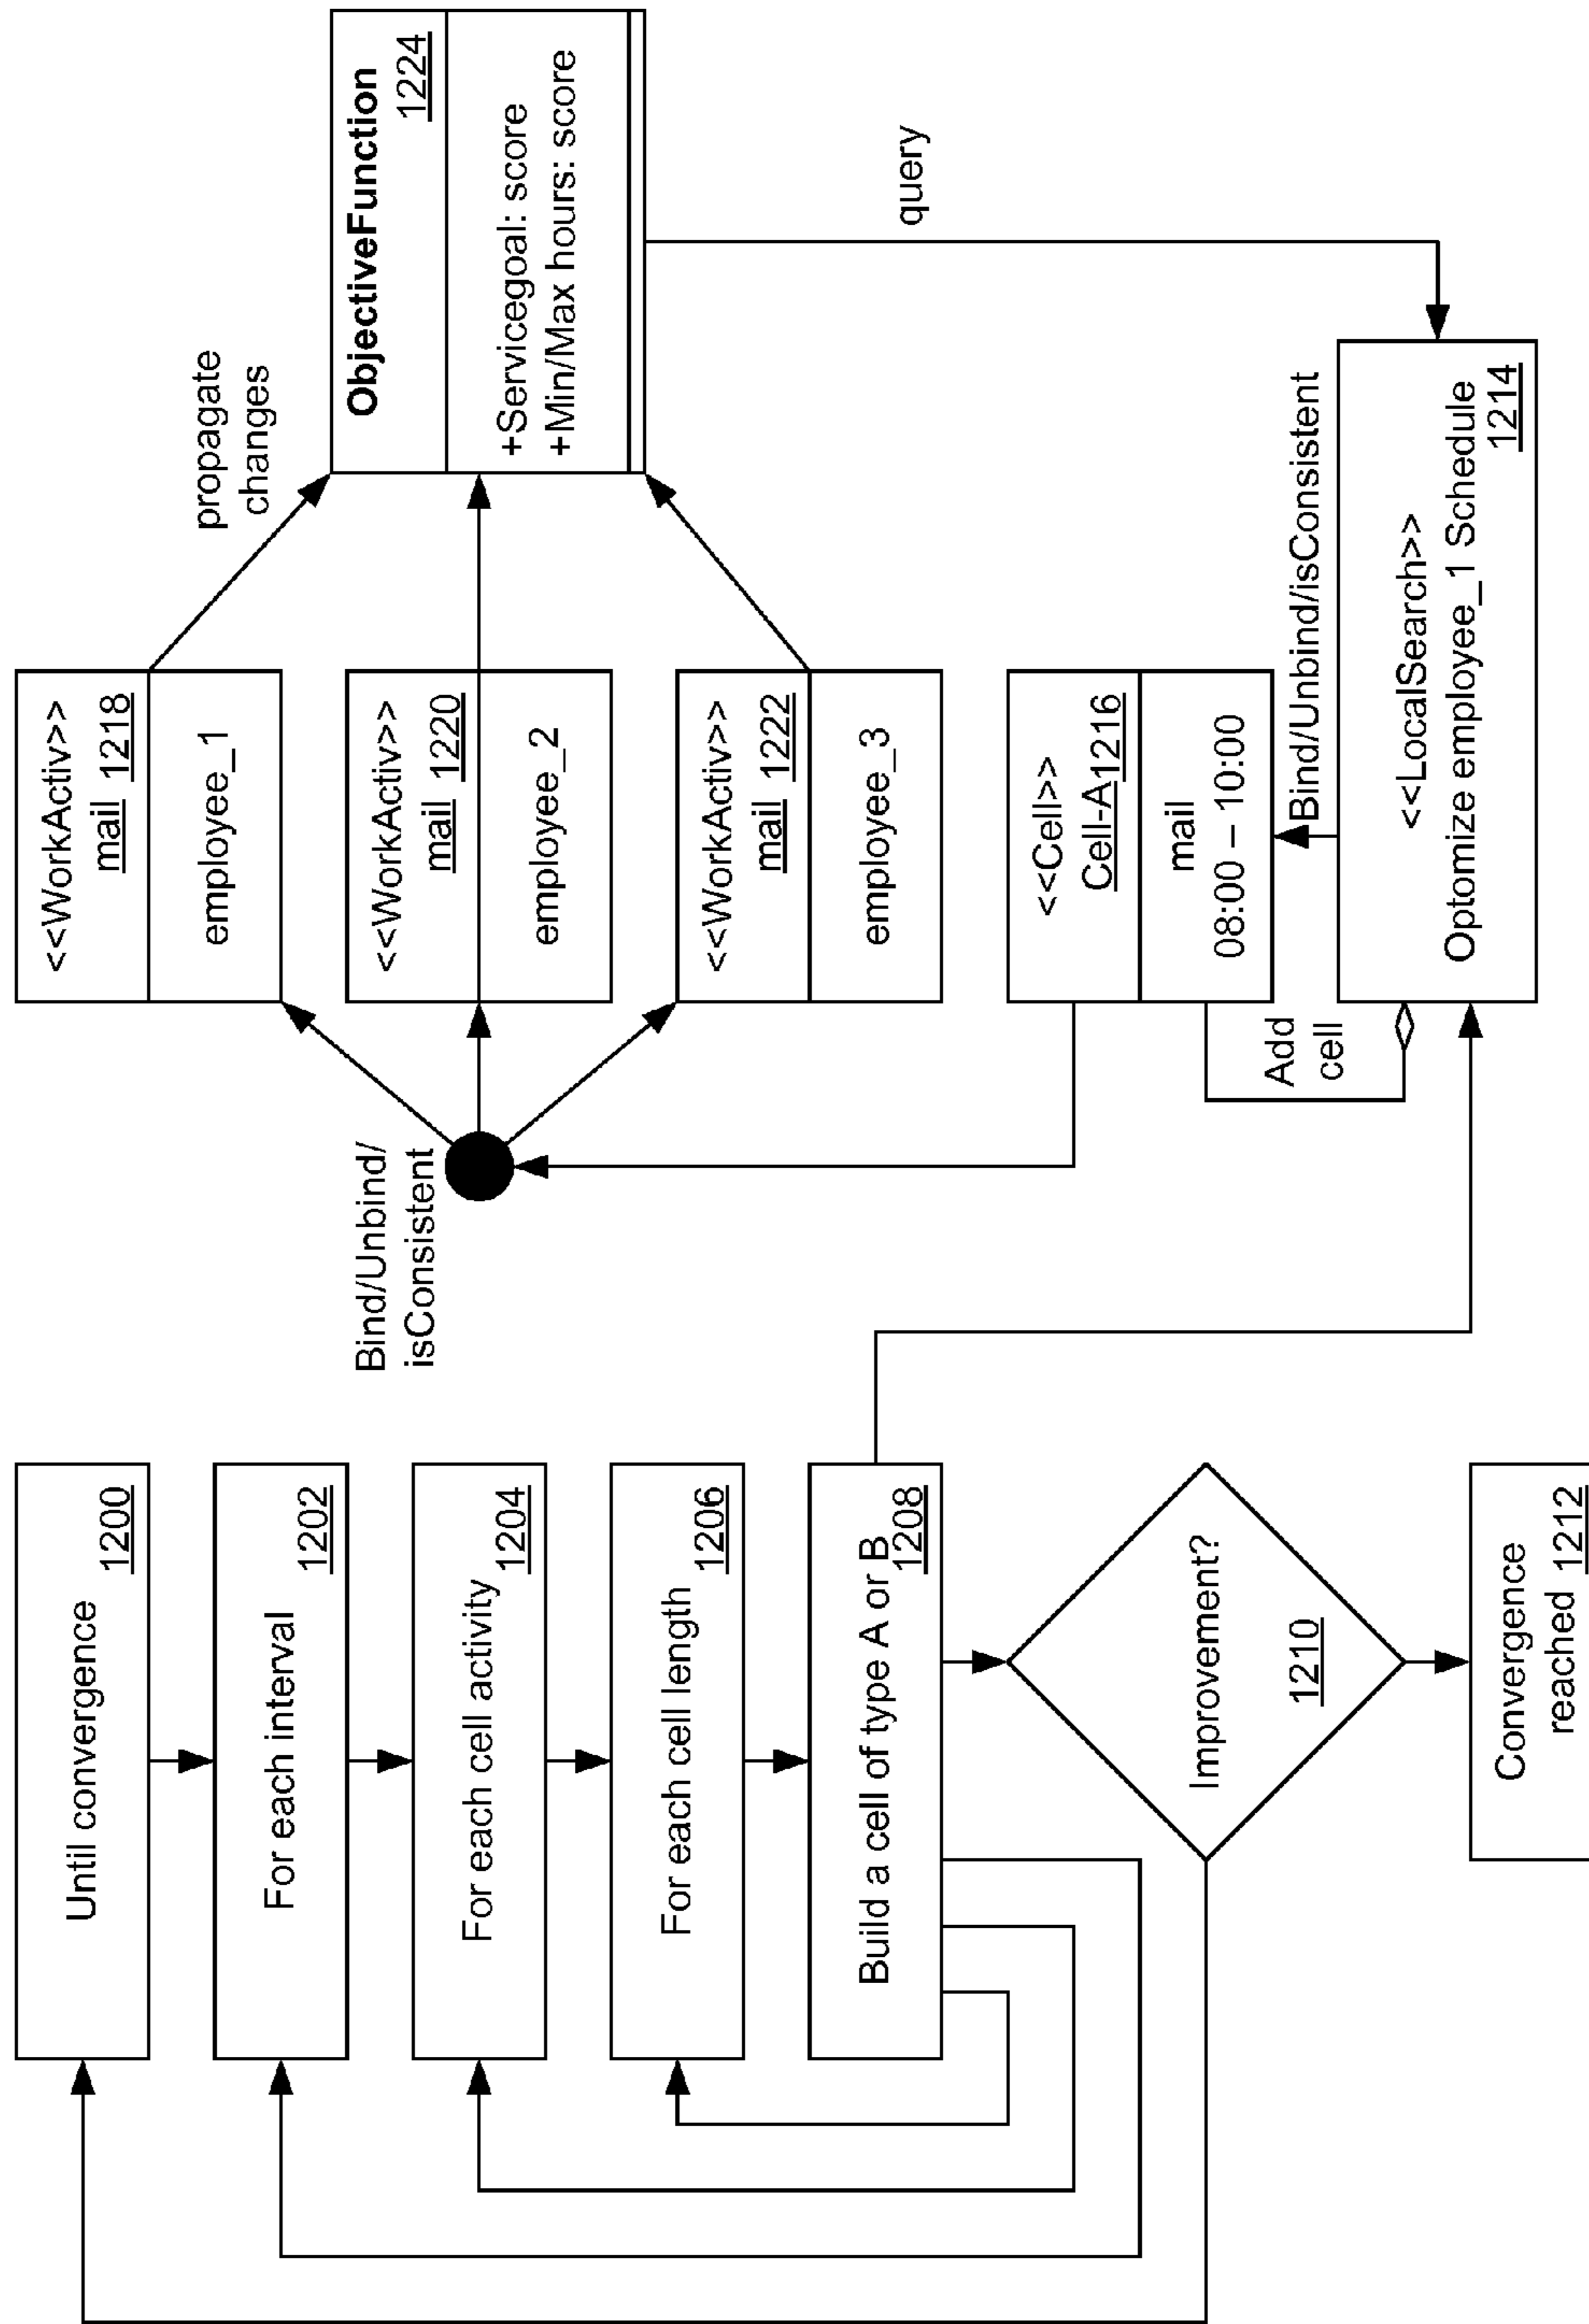 Until convergence
1200
For each interval
1202
For each cell activity
1204
For each cell length
1206
Build a cell of type A or B
1208
Improvement?
1210
Convergence
reached 1212
Bind/Unbind/
isConsistent
<<WorkActiv>>
mail 1218
employee_1
<<WorkActiv>>
mail 1220
employee_2
<<WorkActiv>>
mail 1222
employee_3
propagate
changes
ObjectiveFunction
1224
+Servicegoal: score
+Min/Max hours: score
query
<<Cell>>
Cell-A1216
mail
08:00 – 10:00
Add
cell
Bind/Unbind/isConsistent
<<LocalSearch>>
Optomize employee_1 Schedule
1214